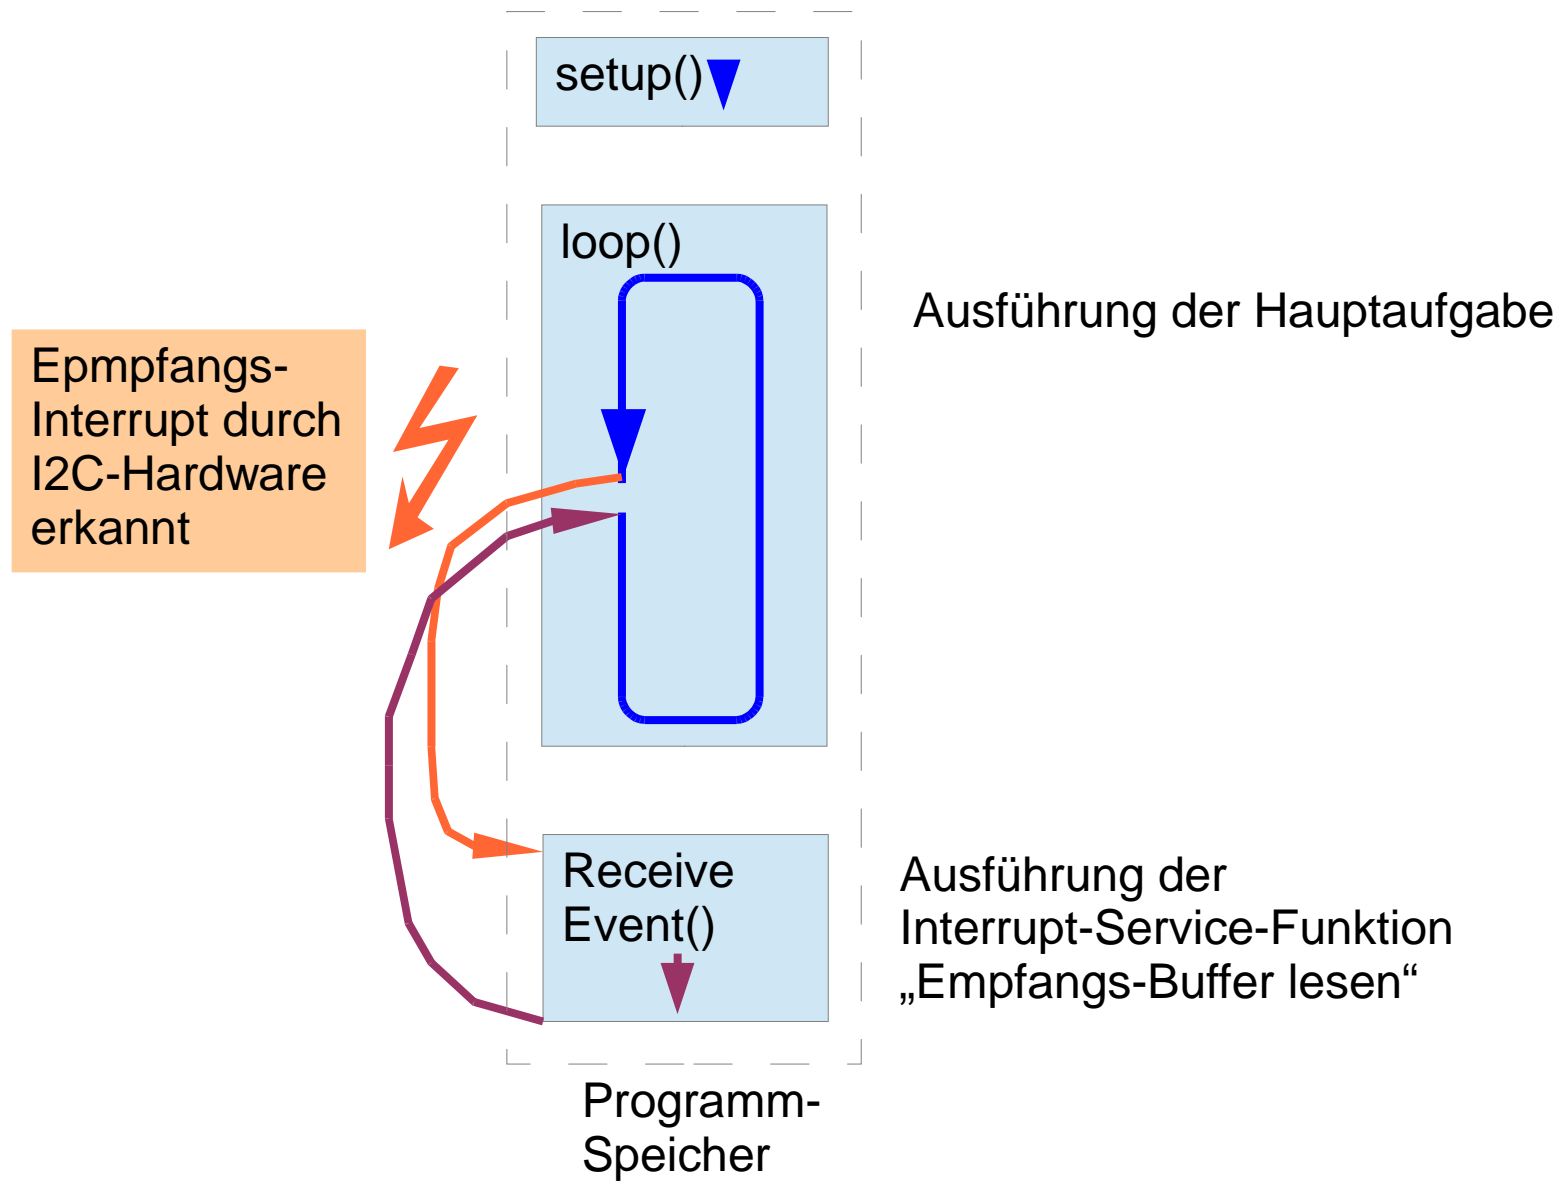 setup()
loop()
Ausführung der Hauptaufgabe
Epmpfangs-
Interrupt durch
I2C-Hardware
erkannt
Receive
Event()
Ausführung der
Interrupt-Service-Funktion
„Empfangs-Buffer lesen“
Programm-
Speicher